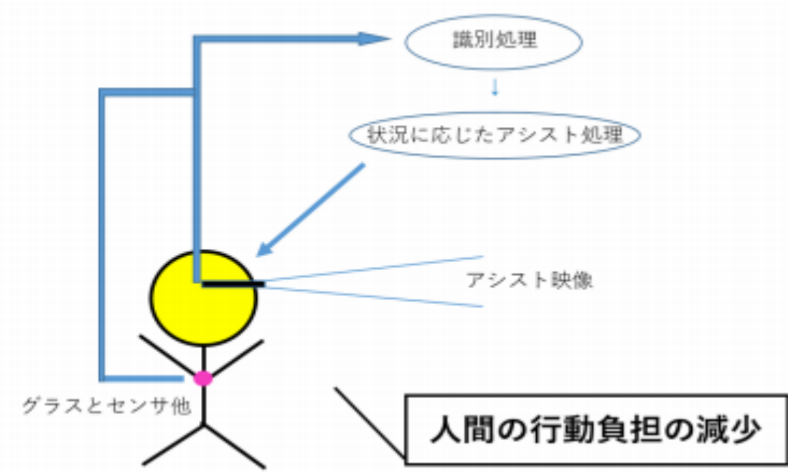 識別処理
↓
状況に応じたアシスト処理
アシスト映像
グラスとセンサ他
人間の行動負担の減少